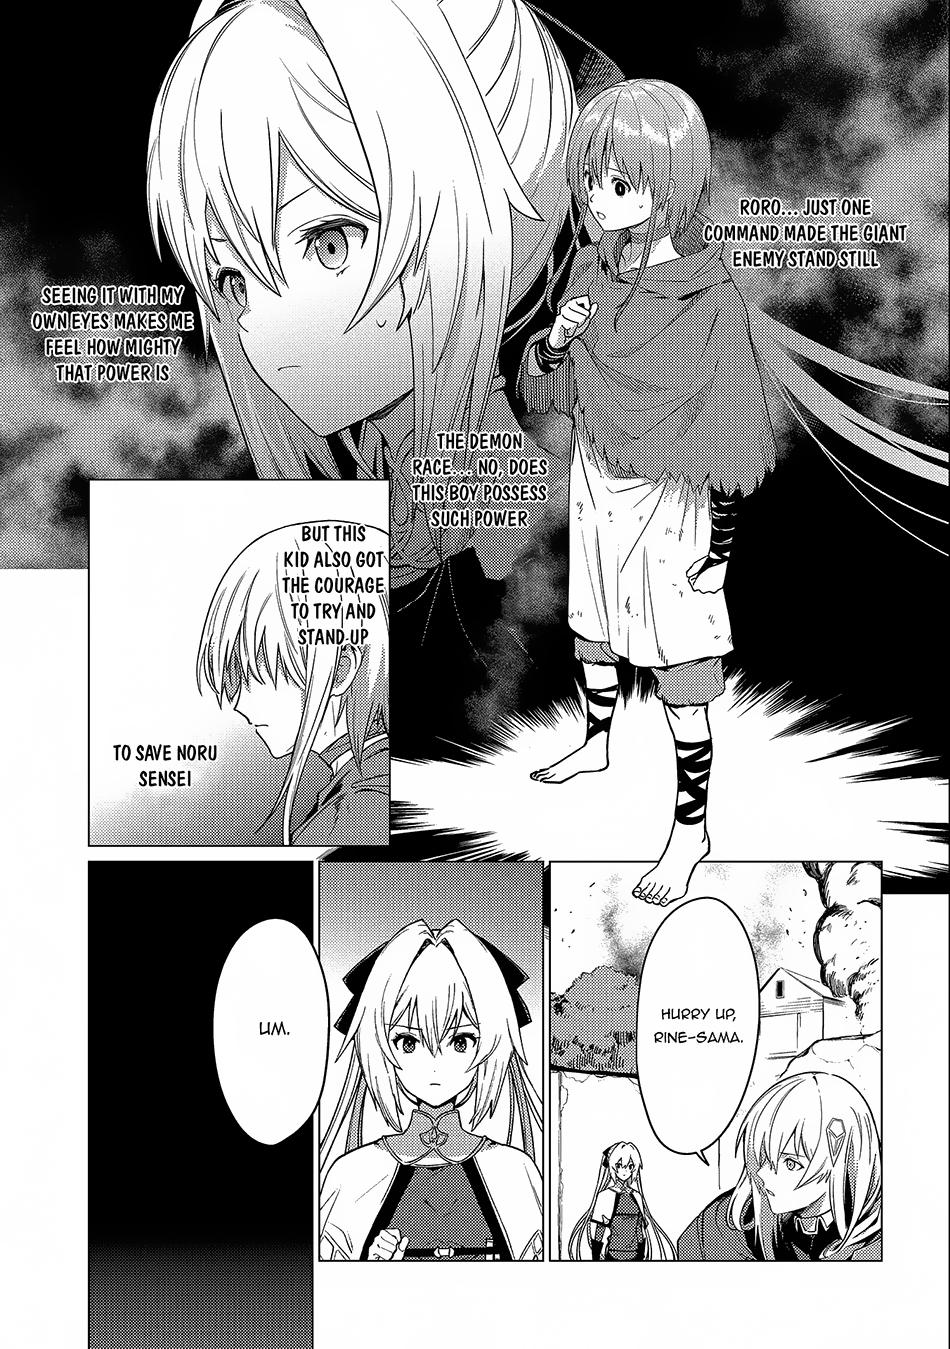 RORO... JUST ONE
COMMAND MADE THE GIANT
ENEMY STAND STILL
SEEING IT WITH MY
OWN EYES MAKES ME
FEEL HOW MIGHTY
THAT POWER IS
THE DEMON
RACE... NO, DOES
THIS BOY POSSESS
SUCH POWER
BUT THIS
KID ALSO GOT
THE COURAGE
TO TRY AND
STAND UP
TO SAVE NORU
SENSEI
HURRY UP,
RINE-SAMA.
UM.